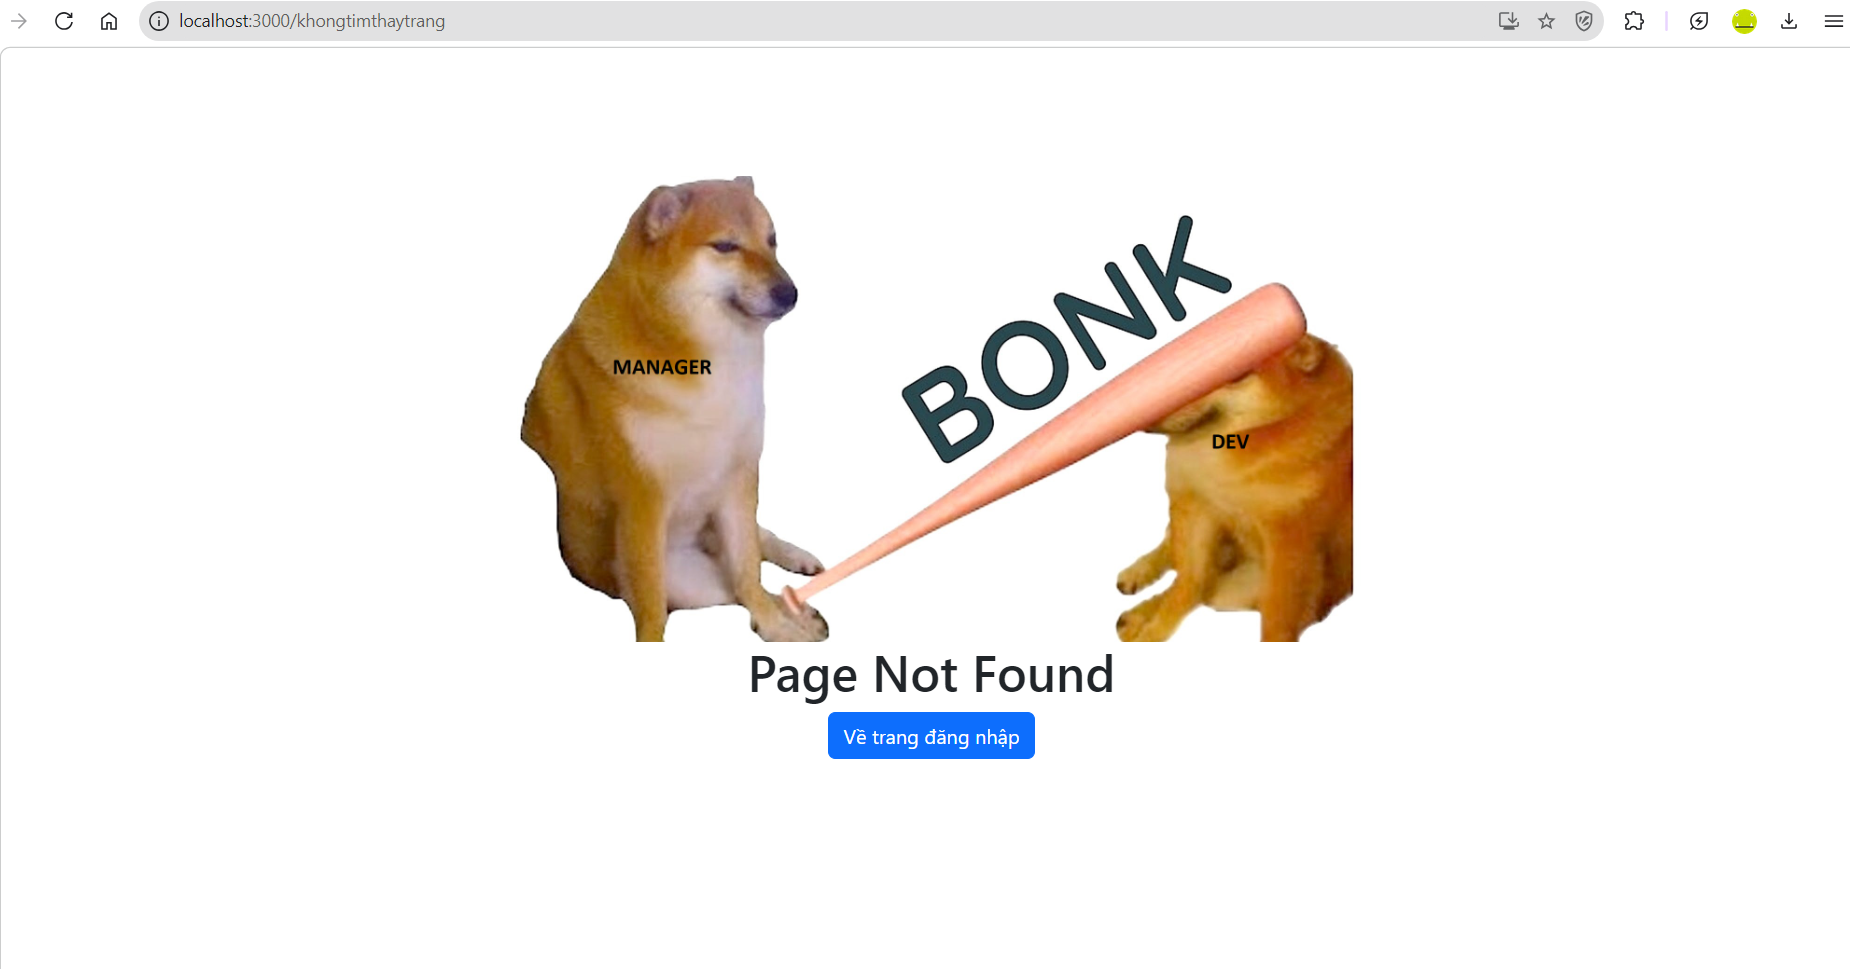 localhost:3000/khongtimthaytrang
BONK
MANAGER
DEV
Page Not Found
Về trang đăng nhập